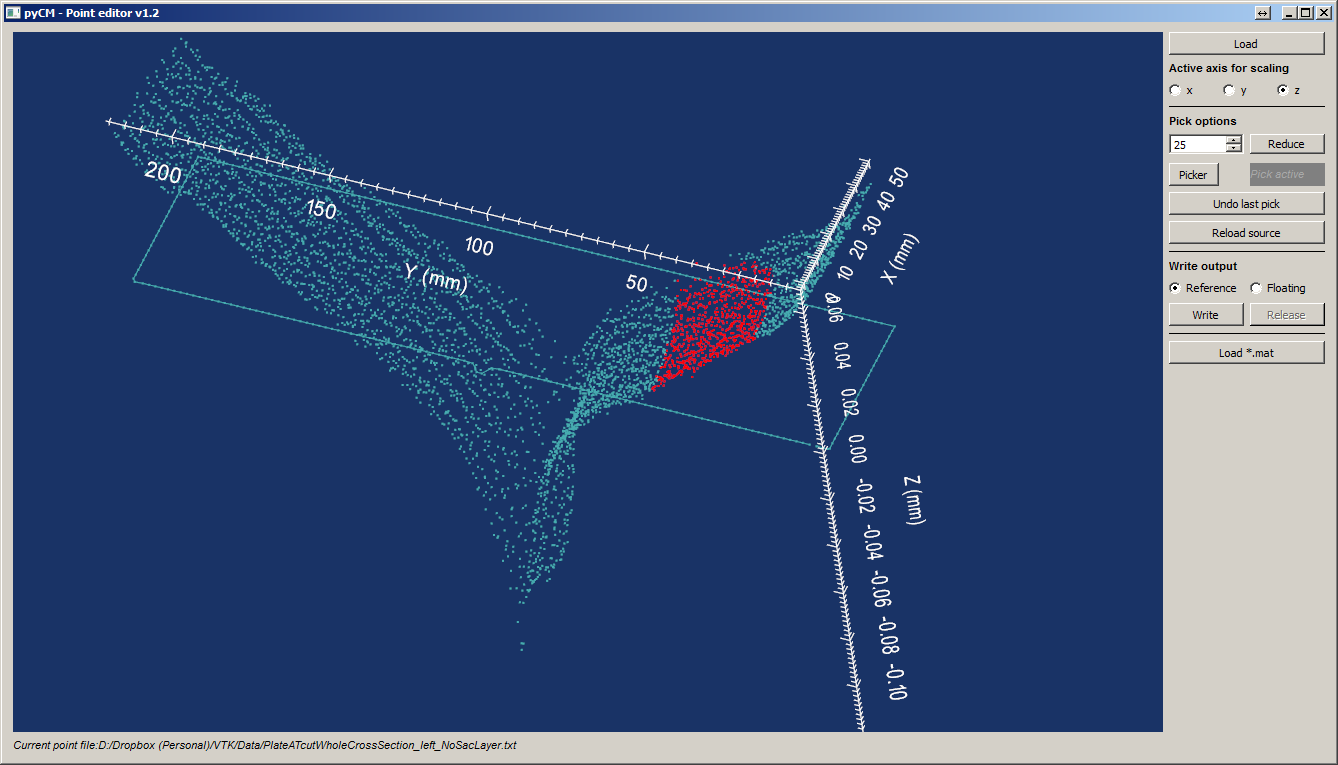 pyCM - Point editor v1.2
Load
Active axis for scaling
x y z
Pick options
25 Reduce
Picker Pick active
Undo last pick
Reload source
Write output
Reference Floating
Write Release
Load *.mat
200
150
100
50
Y (mm)
50
40
30
20
10
X (mm)
0.06
0.04
0.02
0.00
-0.02
-0.04
-0.06
-0.08
-0.10
Z (mm)
Current point file:D:/Dropbox (Personal)/VTK/Data/PlateATcutWholeCrossSection_left_NoSacLayer.txt